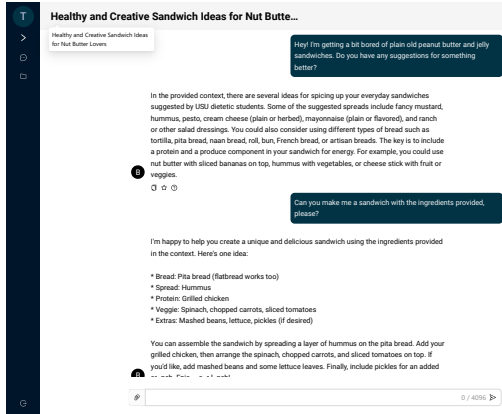 T
Healthy and Creative Sandwich Ideas for Nut Butte...
Healthy and Creative Sandwich Ideas
for Nut Butter Lovers
Hey! I'm getting a bit bored of plain old peanut butter and jelly
sandwiches. Do you have any suggestions for something
better?
In the provided context, there are several ideas for spicing up your everyday sandwiches
suggested by USU dietetic students. Some of the suggested spreads include fancy mustard,
hummus, pesto, cream cheese (plain or herbed), mayonnaise (plain or flavored), and ranch
or other salad dressings. You could also consider using different types of bread such as
tortilla, pita bread, naan bread, roll, bun, French bread, or artisan breads. The key is to include
a protein and a produce component in your sandwich for energy. For example, you could use
nut butter with sliced bananas on top, hummus with vegetables, or cheese stick with fruit or
veggies.
B
Can you make me a sandwich with the ingredients provided,
please?
I'm happy to help you create a unique and delicious sandwich using the ingredients provided
in the context. Here's one idea:
* Bread: Pita bread (flatbread works too)
* Spread: Hummus
* Protein: Grilled chicken
* Veggie: Spinach, chopped carrots, sliced tomatoes
* Extras: Mashed beans, lettuce, pickles (if desired)
You can assemble the sandwich by spreading a layer of hummus on the pita bread. Add your
grilled chicken, then arrange the spinach, chopped carrots, and sliced tomatoes on top. If
you'd like, add mashed beans and some lettuce leaves. Finally, include pickles for an added
B
0 / 4096